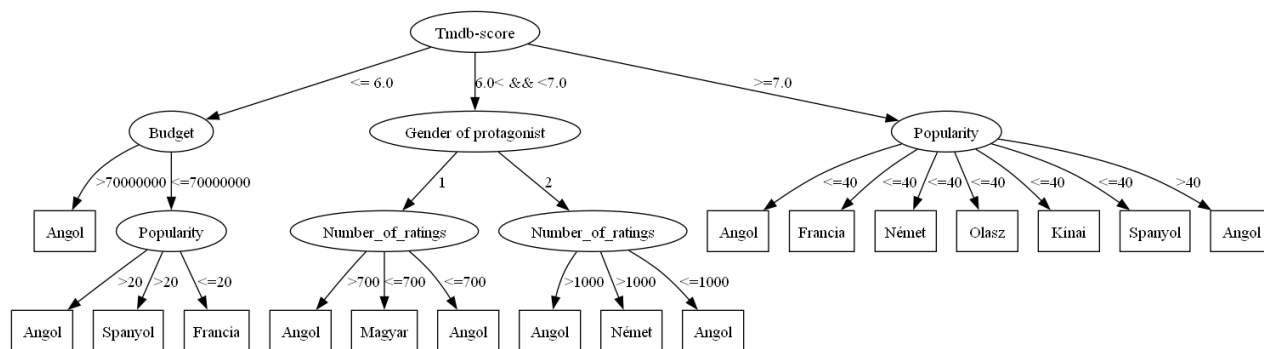 Tmdb-score
<= 6.0
6.0< && <7.0
>=7.0
Budget
Gender of protagonist
Popularity
>70000000
<=70000000
1
2
<=40
<=40
<=40
<=40
<=40
<=40
>40
Angol
Popularity
Number_of_ratings
Number_of_ratings
Angol
Francia
Német
Olasz
Kínai
Spanyol
Angol
>20
>20
<=20
>700
<=700
<=700
>1000
>1000
<=1000
Angol
Spanyol
Francia
Angol
Magyar
Angol
Angol
Német
Angol